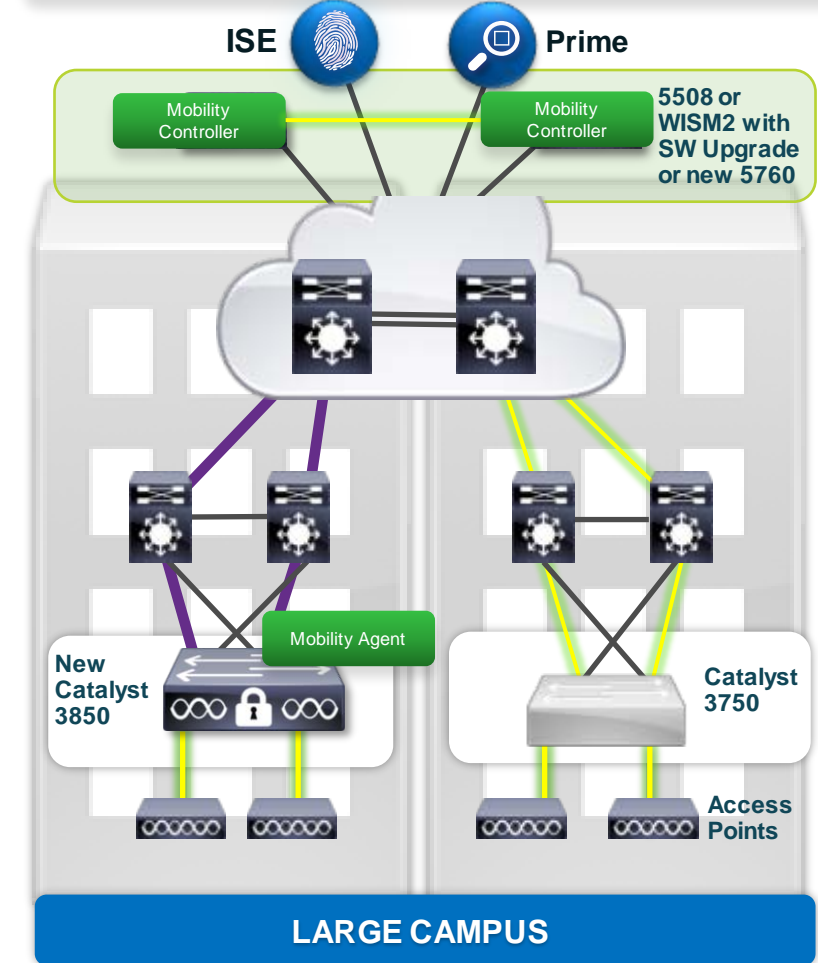 ISE
Prime
Mobility
Controller
Mobility
Controller
5508 or
WISM2 with
SW Upgrade
or new 5760
Mobility Agent
New
Catalyst
3850
Catalyst
3750
Access
Points
LARGE CAMPUS